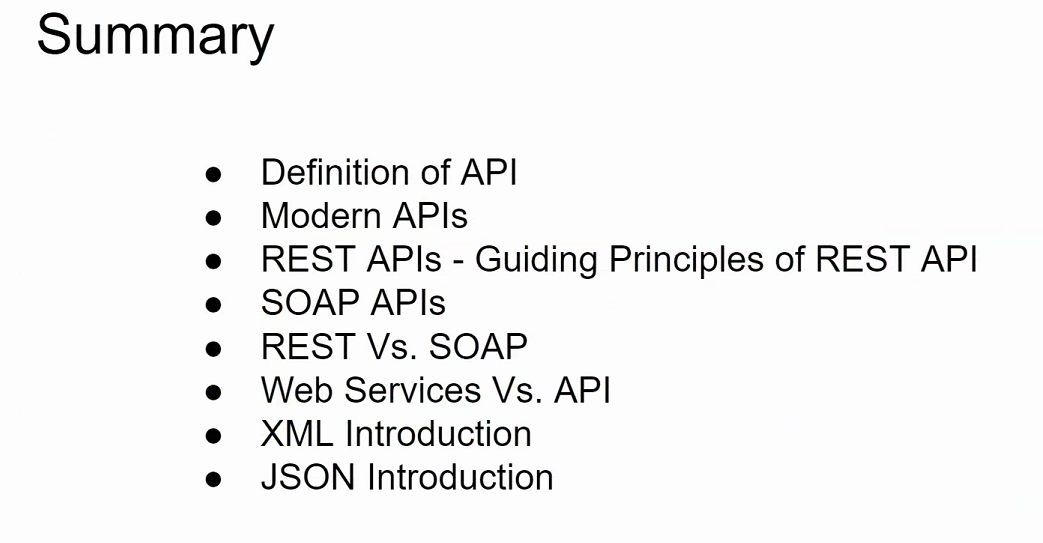 Summary
● Definition of API
● Modern APIs
● REST APIs - Guiding Principles of REST API
● SOAP APIs
● REST Vs. SOAP
● Web Services Vs. API
● XML Introduction
● JSON Introduction